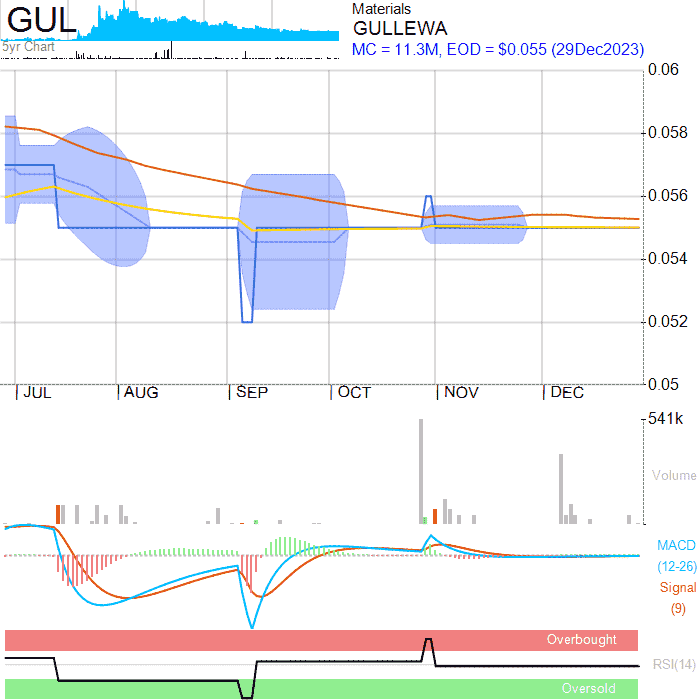 GUL
5yr Chart
Materials
GULLEWA
MC = 11.3M, EOD = $0.055 (29Dec2023)
0.06
0.058
0.056
0.054
0.052
0.05
JUL AUG SEP OCT NOV DEC
541k
Volume
MACD
(12-26)
Signal
(9)
Overbought
RSI(14)
Oversold